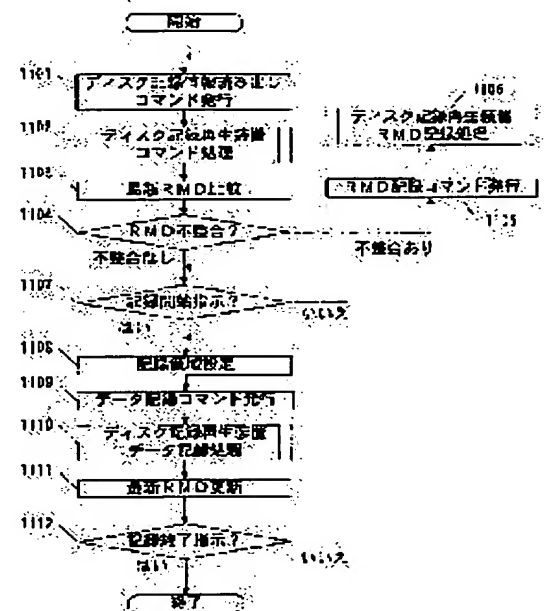 開始
1101
ディスク記録情報読み出し
コマンド発行
1102
ディスク記録再生装置
コマンド処理
1103
最新RMD比較
1104
RMD不整合?
不整合なし
不整合あり
1106
ディスク記録再生装置
RMD記録処理
RMD記録コマンド発行
1107
記録開始指示?
はい
いいえ
1108
記録領域設定
1109
データ記録コマンド発行
1110
ディスク記録再生装置
データ記録処理
1111
最新RMD更新
1112
記録終了指示?
はい
いいえ
終了